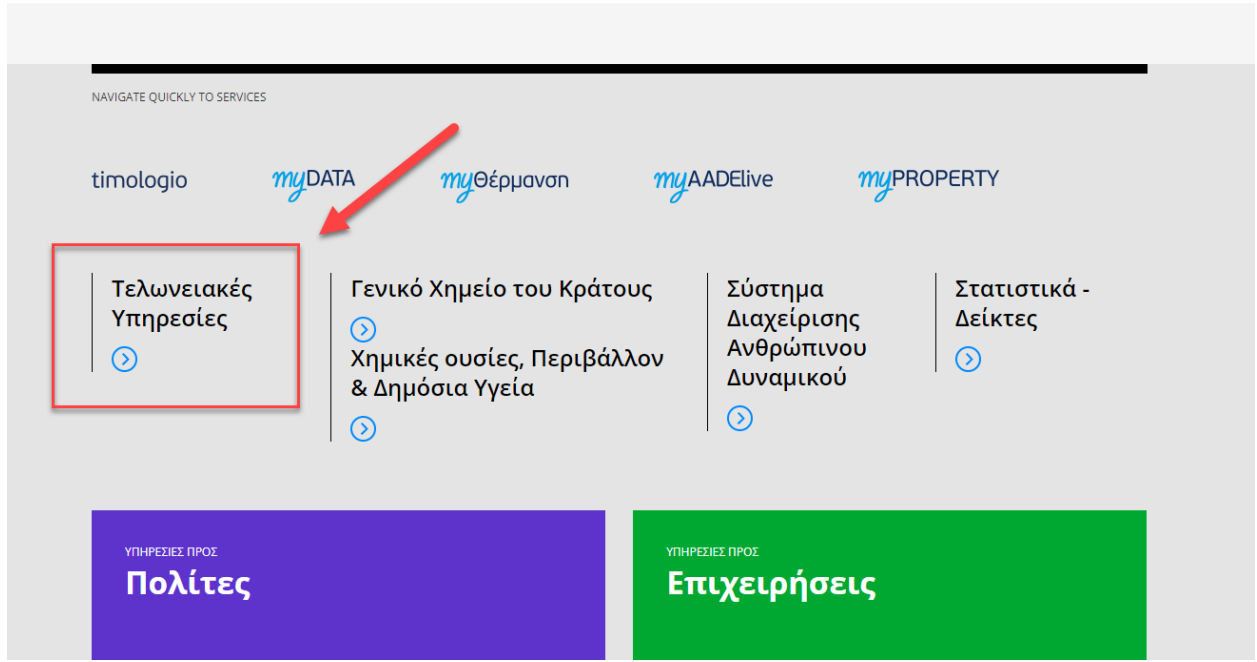 NAVIGATE QUICKLY TO SERVICES
timologio
myDATA
myΘέρμανση
myAADElive
myPROPERTY
Τελωνειακές
Υπηρεσίες
Γενικό Χημείο του Κράτους
Χημικές ουσίες, Περιβάλλον
& Δημόσια Υγεία
Σύστημα
Διαχείρισης
Ανθρώπινου
Δυναμικού
Στατιστικά -
Δείκτες
ΥΠΗΡΕΣΙΕΣ ΠΡΟΣ
Πολίτες
ΥΠΗΡΕΣΙΕΣ ΠΡΟΣ
Επιχειρήσεις